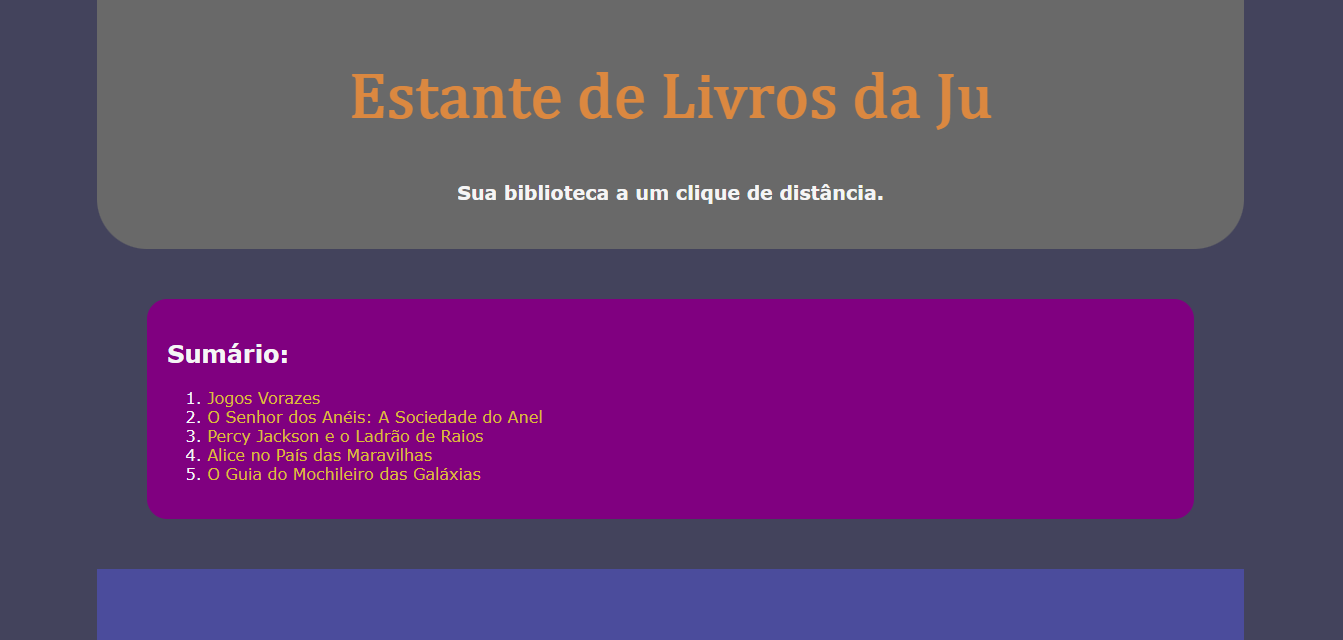 Estante de Livros da Ju
Sua biblioteca a um clique de distância.
Sumário:
1. Jogos Vorazes
2. O Senhor dos Anéis: A Sociedade do Anel
3. Percy Jackson e o Ladrão de Raios
4. Alice no País das Maravilhas
5. O Guia do Mochileiro das Galáxias